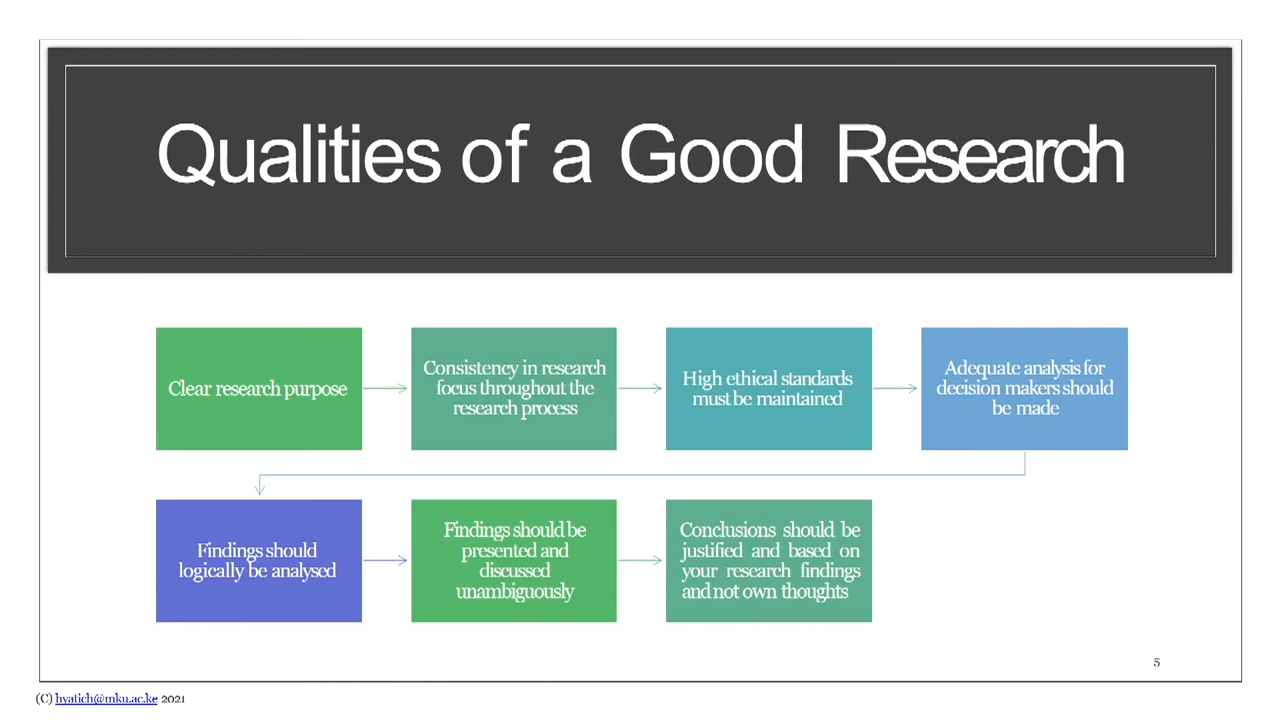 Qualities of a Good Research
Clear research purpose
Consistency in research
focus throughout the
research process
High ethical standards
must be maintained
Adequate analysis for
decision makers should
be made
Findings should
logically be analysed
Findings should be
presented and
discussed
unambiguously
Conclusions should be
justified and based on
your research findings
and not own thoughts
5
(C) hyatich@mku.ac.ke 2021